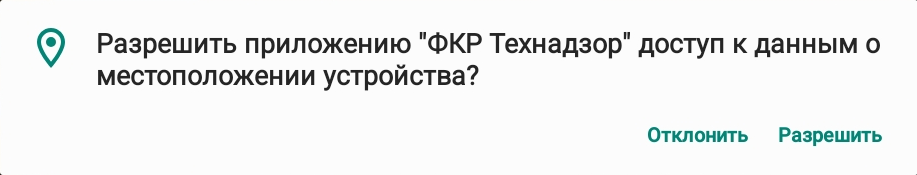 Разрешить приложению "ФКР Технадзор" доступ к данным о
местоположении устройства?
Отклонить Разрешить